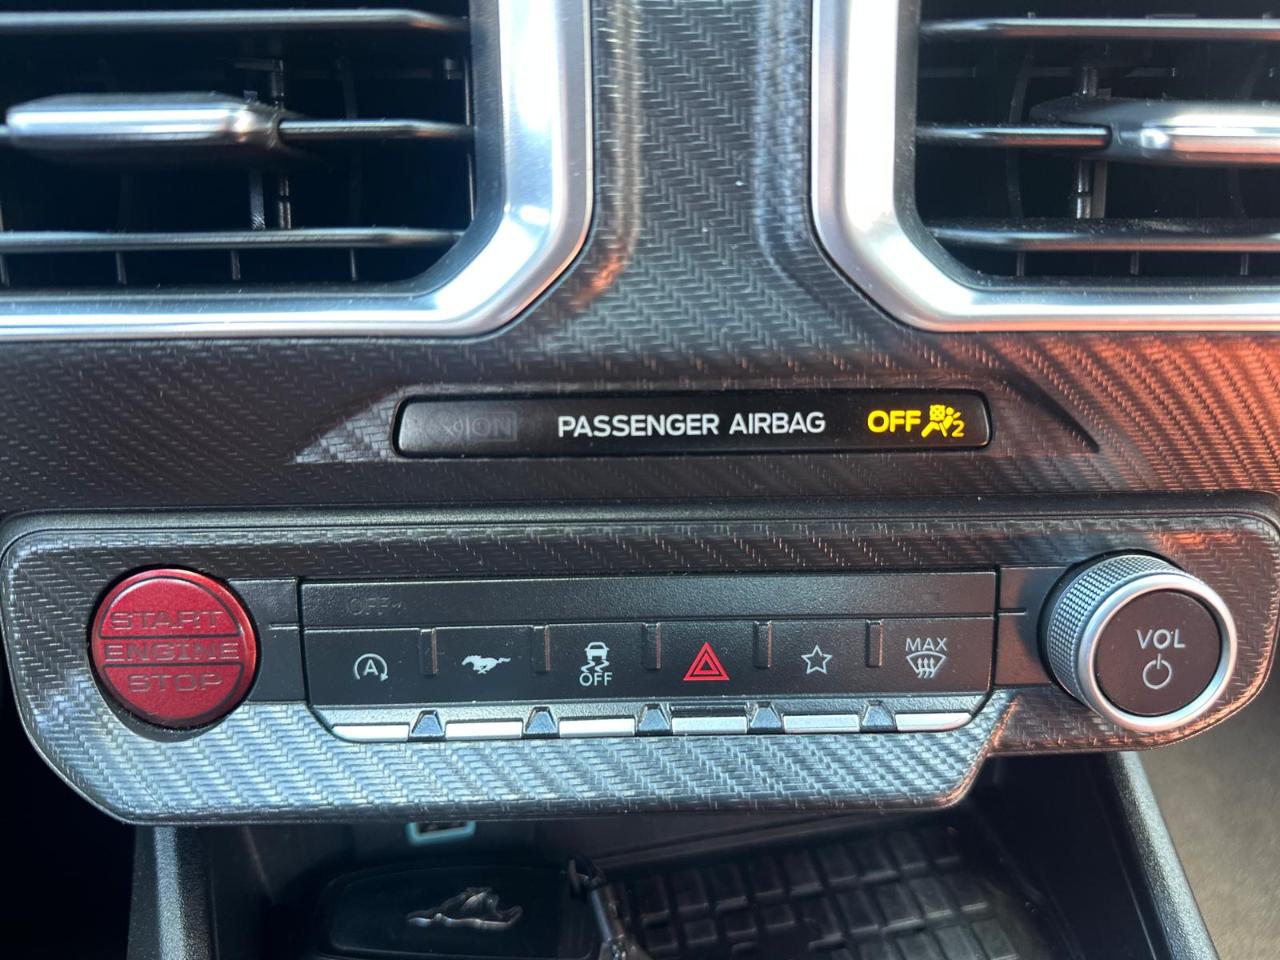 ON PASSENGER AIRBAG OFF 2
START
ENGINE
STOP
OFF
A
OFF
MAX
VOL